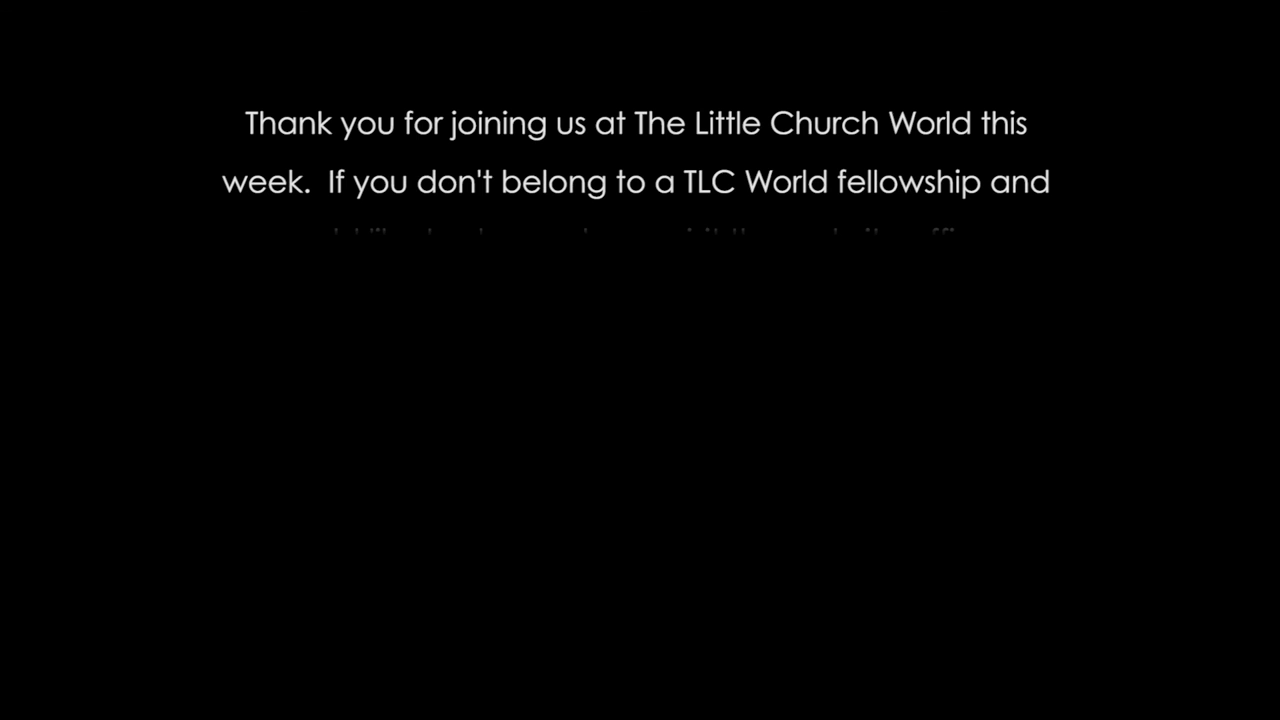 Thank you for joining us at The Little Church World this
week.  If you don't belong to a TLC World fellowship and